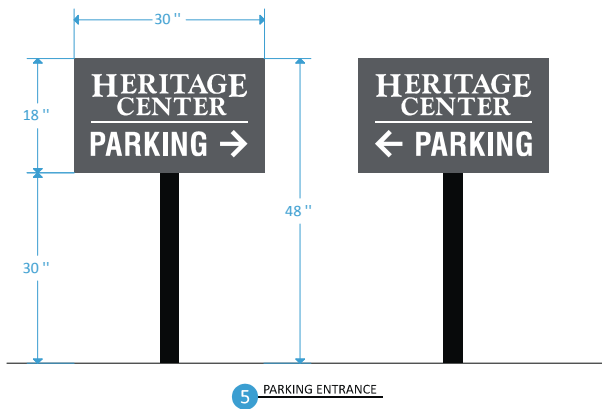 30 "
18 "
HERITAGE
CENTER
PARKING →
HERITAGE
CENTER
← PARKING
48 "
30 "
5 PARKING ENTRANCE